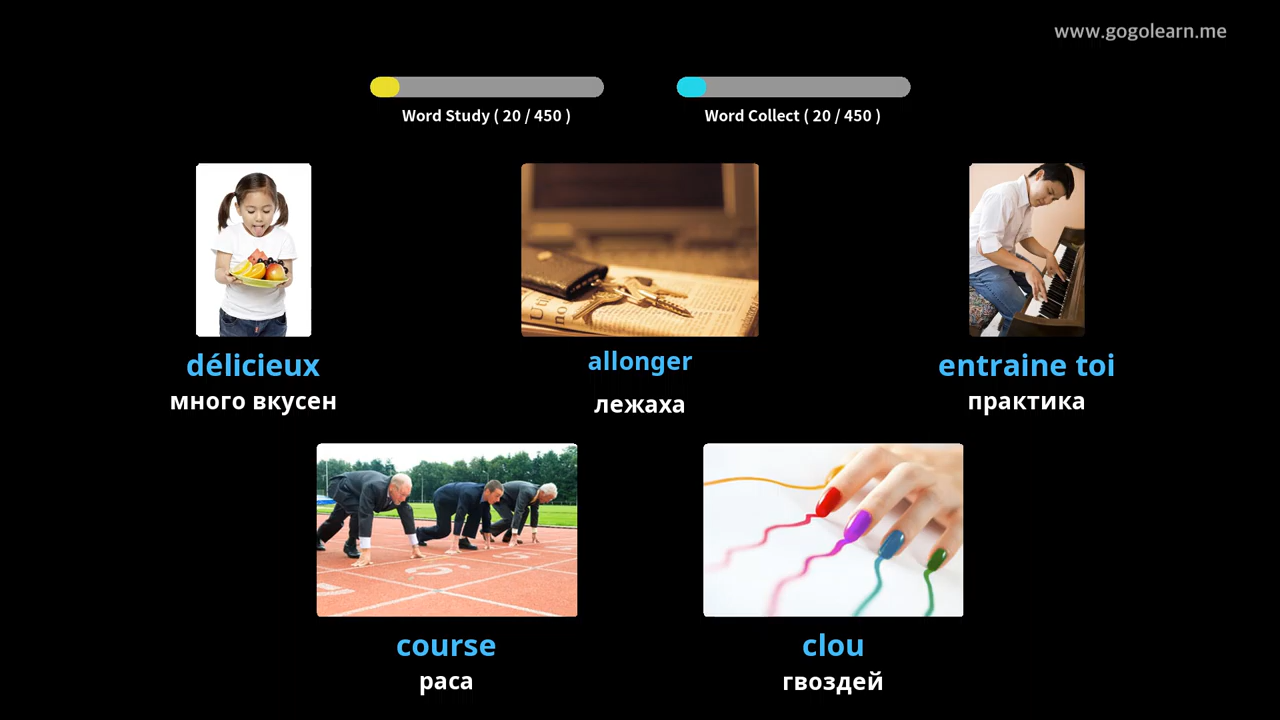 www.gogolearn.me
Word Study ( 20 / 450 )
Word Collect ( 20 / 450 )
délicieux
много вкусен
allonger
лежаха
entraine toi
практика
course
раса
clou
гвоздей